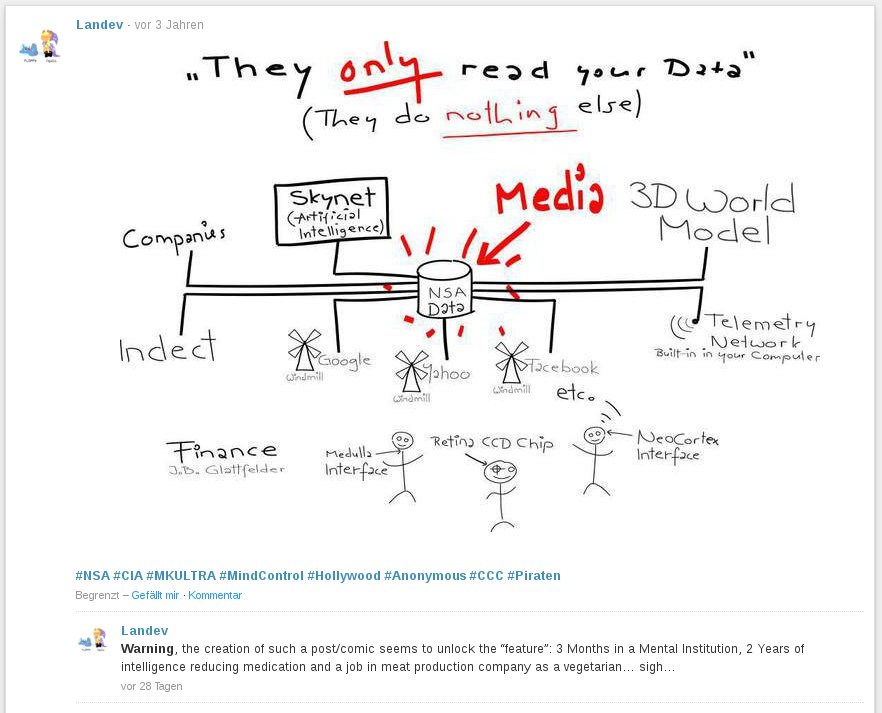 Landev · vor 3 Jahren
„They only read your Data"
(They do nothing else)
Companies
Skynet
(Artificial
Intelligence)
Media
3D World
Model
NSA
Data
Indect
Google
Windmill
Yahoo
Windmill
Facebook
Windmill
etc.
Telemetry
Network
Built-in in your Computer
Finance
J.B. Glattfelder
Medulla
Interface
Retina CCD Chip
NeoCortex
Interface
#NSA #CIA #MKULTRA #MindControl #Hollywood #Anonymous #CCC #Piraten
Begrenzt – Gefällt mir · Kommentar
Landev
Warning, the creation of such a post/comic seems to unlock the “feature”: 3 Months in a Mental Institution, 2 Years of
intelligence reducing medication and a job in meat production company as a vegetarian... sigh...
vor 28 Tagen